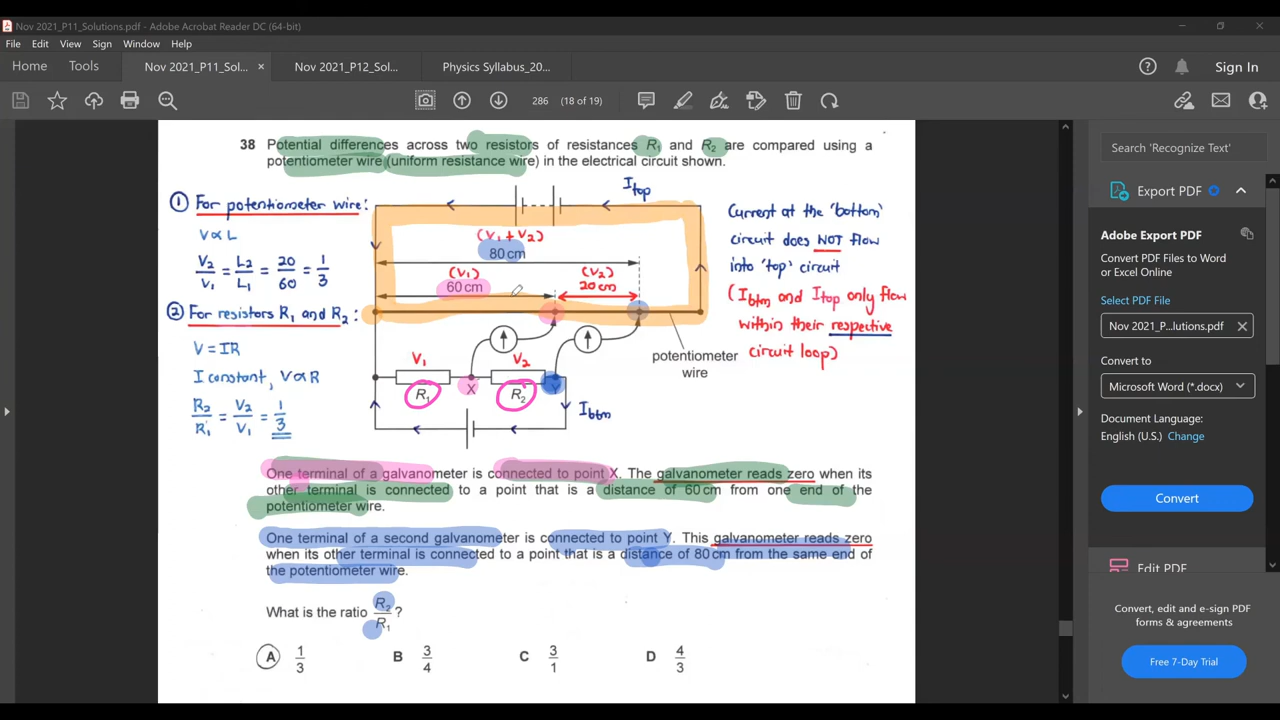 Nov 2021_P11_Solutions.pdf - Adobe Acrobat Reader DC (64-bit)
File Edit View Sign Window Help
Home Tools Nov 2021_P11_Sol... × Nov 2021_P12_Sol... Physics Syllabus_20... Sign In
286 (18 of 19)
38 Potential differences across two resistors of resistances R1 and R2 are compared using a
potentiometer wire (uniform resistance wire) in the electrical circuit shown.
① For potentiometer wire:
V∝L
V2/V1 = L2/L1 = 20/60 = 1/3
② For resistors R1 and R2:
V=IR
I constant, V∝R
R2/R1 = V2/V1 = 1/3
Itop
(V1+V2)
80 cm
(V1) (V2)
60 cm 20 cm
potentiometer
wire
V1 V2
R1 X R2 Y
Ibtm
Current at the 'bottom'
circuit does NOT flow
into 'top' circuit
(Ibtm and Itop only flow
within their respective
circuit loop)
One terminal of a galvanometer is connected to point X. The galvanometer reads zero when its
other terminal is connected to a point that is a distance of 60 cm from one end of the
potentiometer wire.
One terminal of a second galvanometer is connected to point Y. This galvanometer reads zero
when its other terminal is connected to a point that is a distance of 80 cm from the same end of
the potentiometer wire.
What is the ratio R2/R1?
A 1/3 B 3/4 C 3/1 D 4/3
Search 'Recognize Text'
Export PDF
Adobe Export PDF
Convert PDF Files to Word
or Excel Online
Select PDF File
Nov 2021_P...lutions.pdf ×
Convert to
Microsoft Word (*.docx)
Document Language:
English (U.S.) Change
Convert
Edit PDF
Convert, edit and e-sign PDF
forms & agreements
Free 7-Day Trial